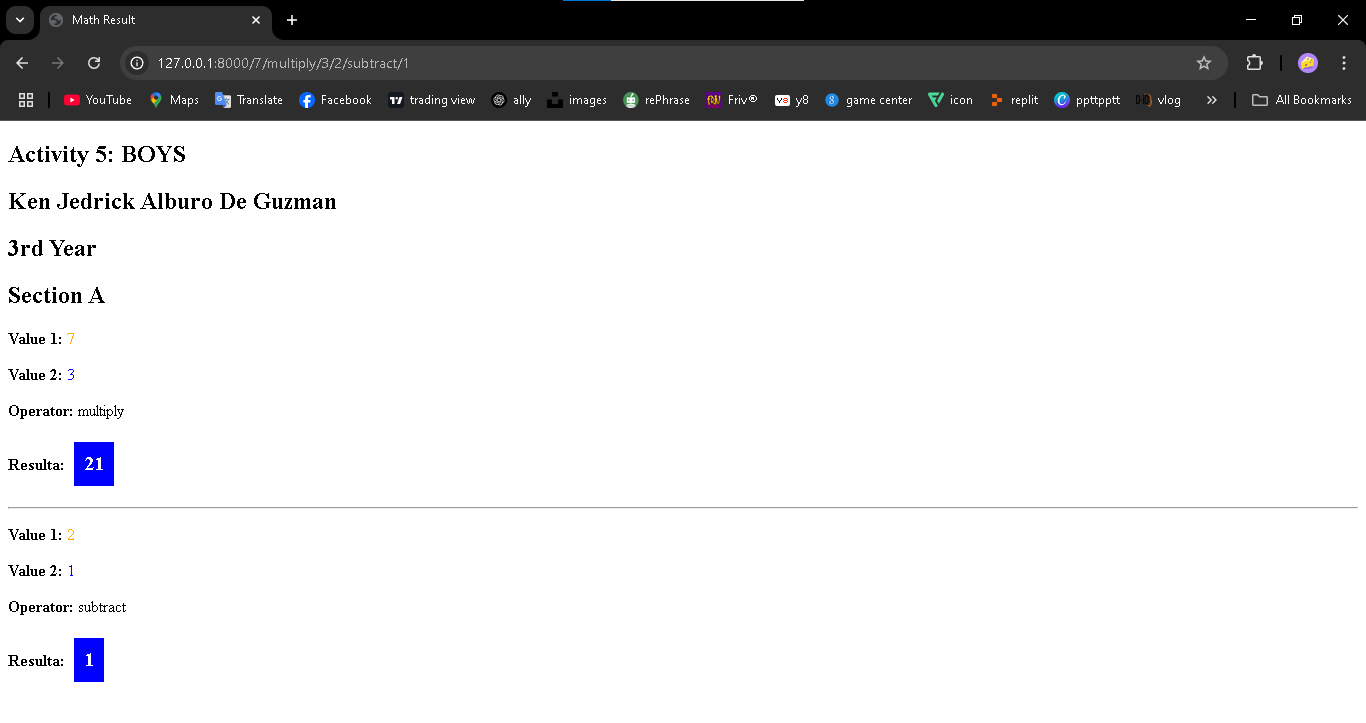 Math Result
127.0.0.1:8000/7/multiply/3/2/subtract/1
YouTube Maps Translate Facebook trading view ally images rePhrase Friv® y8 game center icon replit ppttpptt vlog » All Bookmarks
Activity 5: BOYS
Ken Jedrick Alburo De Guzman
3rd Year
Section A
Value 1: 7
Value 2: 3
Operator: multiply
Resulta: 21
Value 1: 2
Value 2: 1
Operator: subtract
Resulta: 1